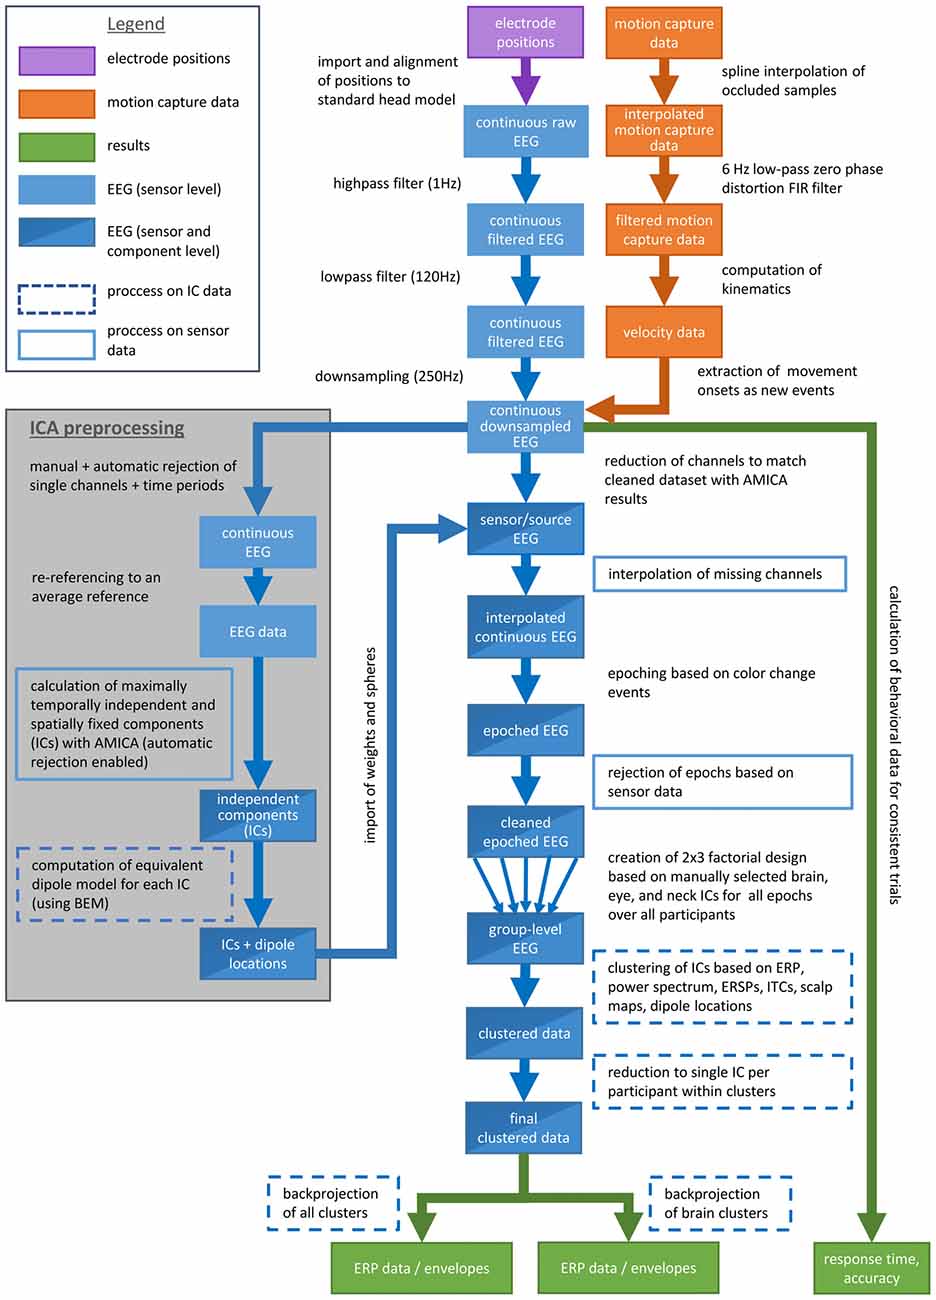 Legend
electrode positions
motion capture data
results
EEG (sensor level)
EEG (sensor and
component level)
proccess on IC data
proccess on sensor
data
electrode
positions
motion capture
data
import and alignment
of positions to
standard head model
spline interpolation of
occluded samples
continuous raw
EEG
interpolated
motion capture
data
highpass filter (1Hz)
6 Hz low-pass zero phase
distortion FIR filter
continuous
filtered EEG
filtered motion
capture data
lowpass filter (120Hz)
computation of
kinematics
continuous
filtered EEG
velocity data
downsampling (250Hz)
extraction of movement
onsets as new events
continuous
downsampled
EEG
ICA preprocessing
manual + automatic rejection of
single channels + time periods
continuous
EEG
re-referencing to an
average reference
EEG data
calculation of maximally
temporally independent and
spatially fixed components
(ICs) with AMICA (automatic
rejection enabled)
independent
components
(ICs)
computation of equivalent
dipole model for each IC
(using BEM)
ICs + dipole
locations
import of weights and spheres
reduction of channels to match
cleaned dataset with AMICA
results
sensor/source
EEG
interpolation of missing channels
interpolated
continuous EEG
epoching based on color change
events
epoched EEG
rejection of epochs based on
sensor data
cleaned
epoched EEG
creation of 2x3 factorial design
based on manually selected brain,
eye, and neck ICs for all epochs
over all participants
group-level
EEG
clustering of ICs based on ERP,
power spectrum, ERSPs, ITCs, scalp
maps, dipole locations
clustered data
reduction to single IC per
participant within clusters
final
clustered data
calculation of behavioral data for consistent trials
backprojection
of all clusters
backprojection
of brain clusters
ERP data / envelopes
ERP data / envelopes
response time,
accuracy